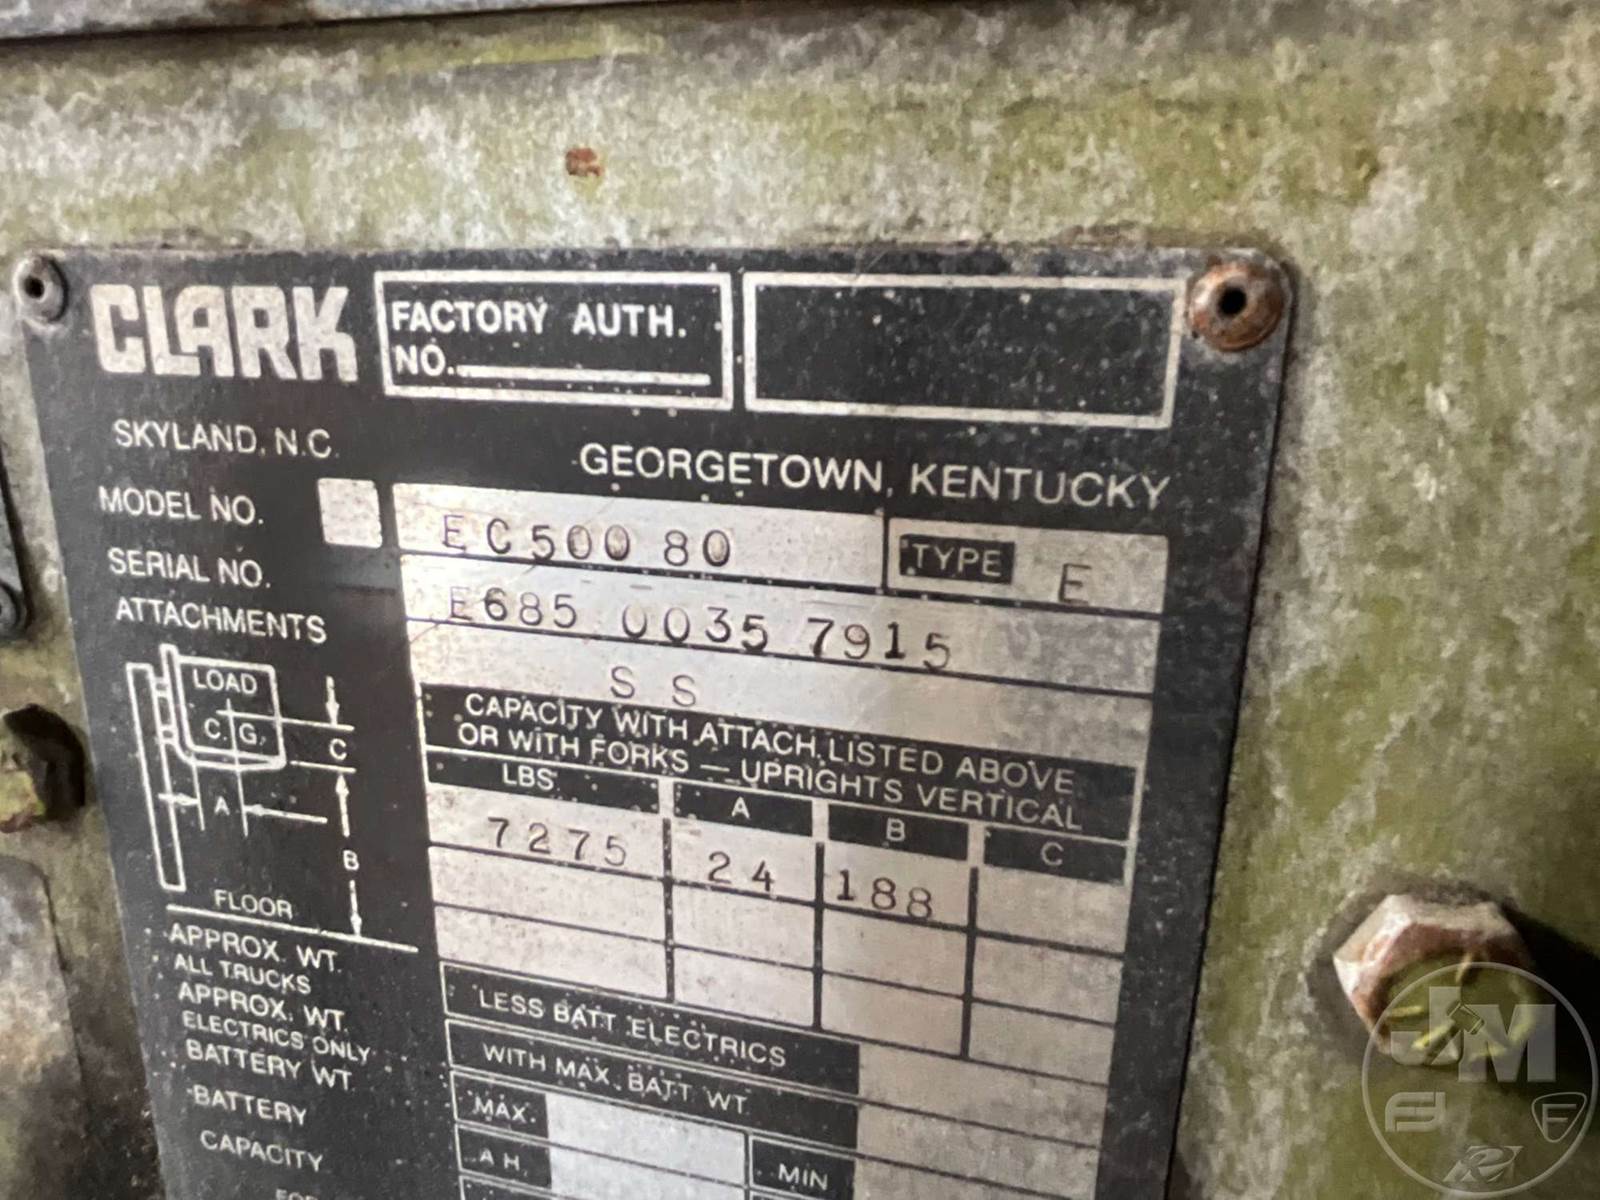 CLARK
FACTORY AUTH.
NO.
SKYLAND, N.C.
GEORGETOWN, KENTUCKY
MODEL NO. EC500 80 TYPE E
SERIAL NO. E685 0035 7915
ATTACHMENTS S S
CAPACITY WITH ATTACH. LISTED ABOVE
OR WITH FORKS — UPRIGHTS VERTICAL
LBS A B C
7275 24 188
LOAD
C. G.
C
A
B
FLOOR
APPROX. WT.
ALL TRUCKS
LESS BATT ELECTRICS
APPROX. WT.
ELECTRICS ONLY
WITH MAX. BATT WT
BATTERY WT.
MAX.
MIN
BATTERY
CAPACITY
A H
JM
F